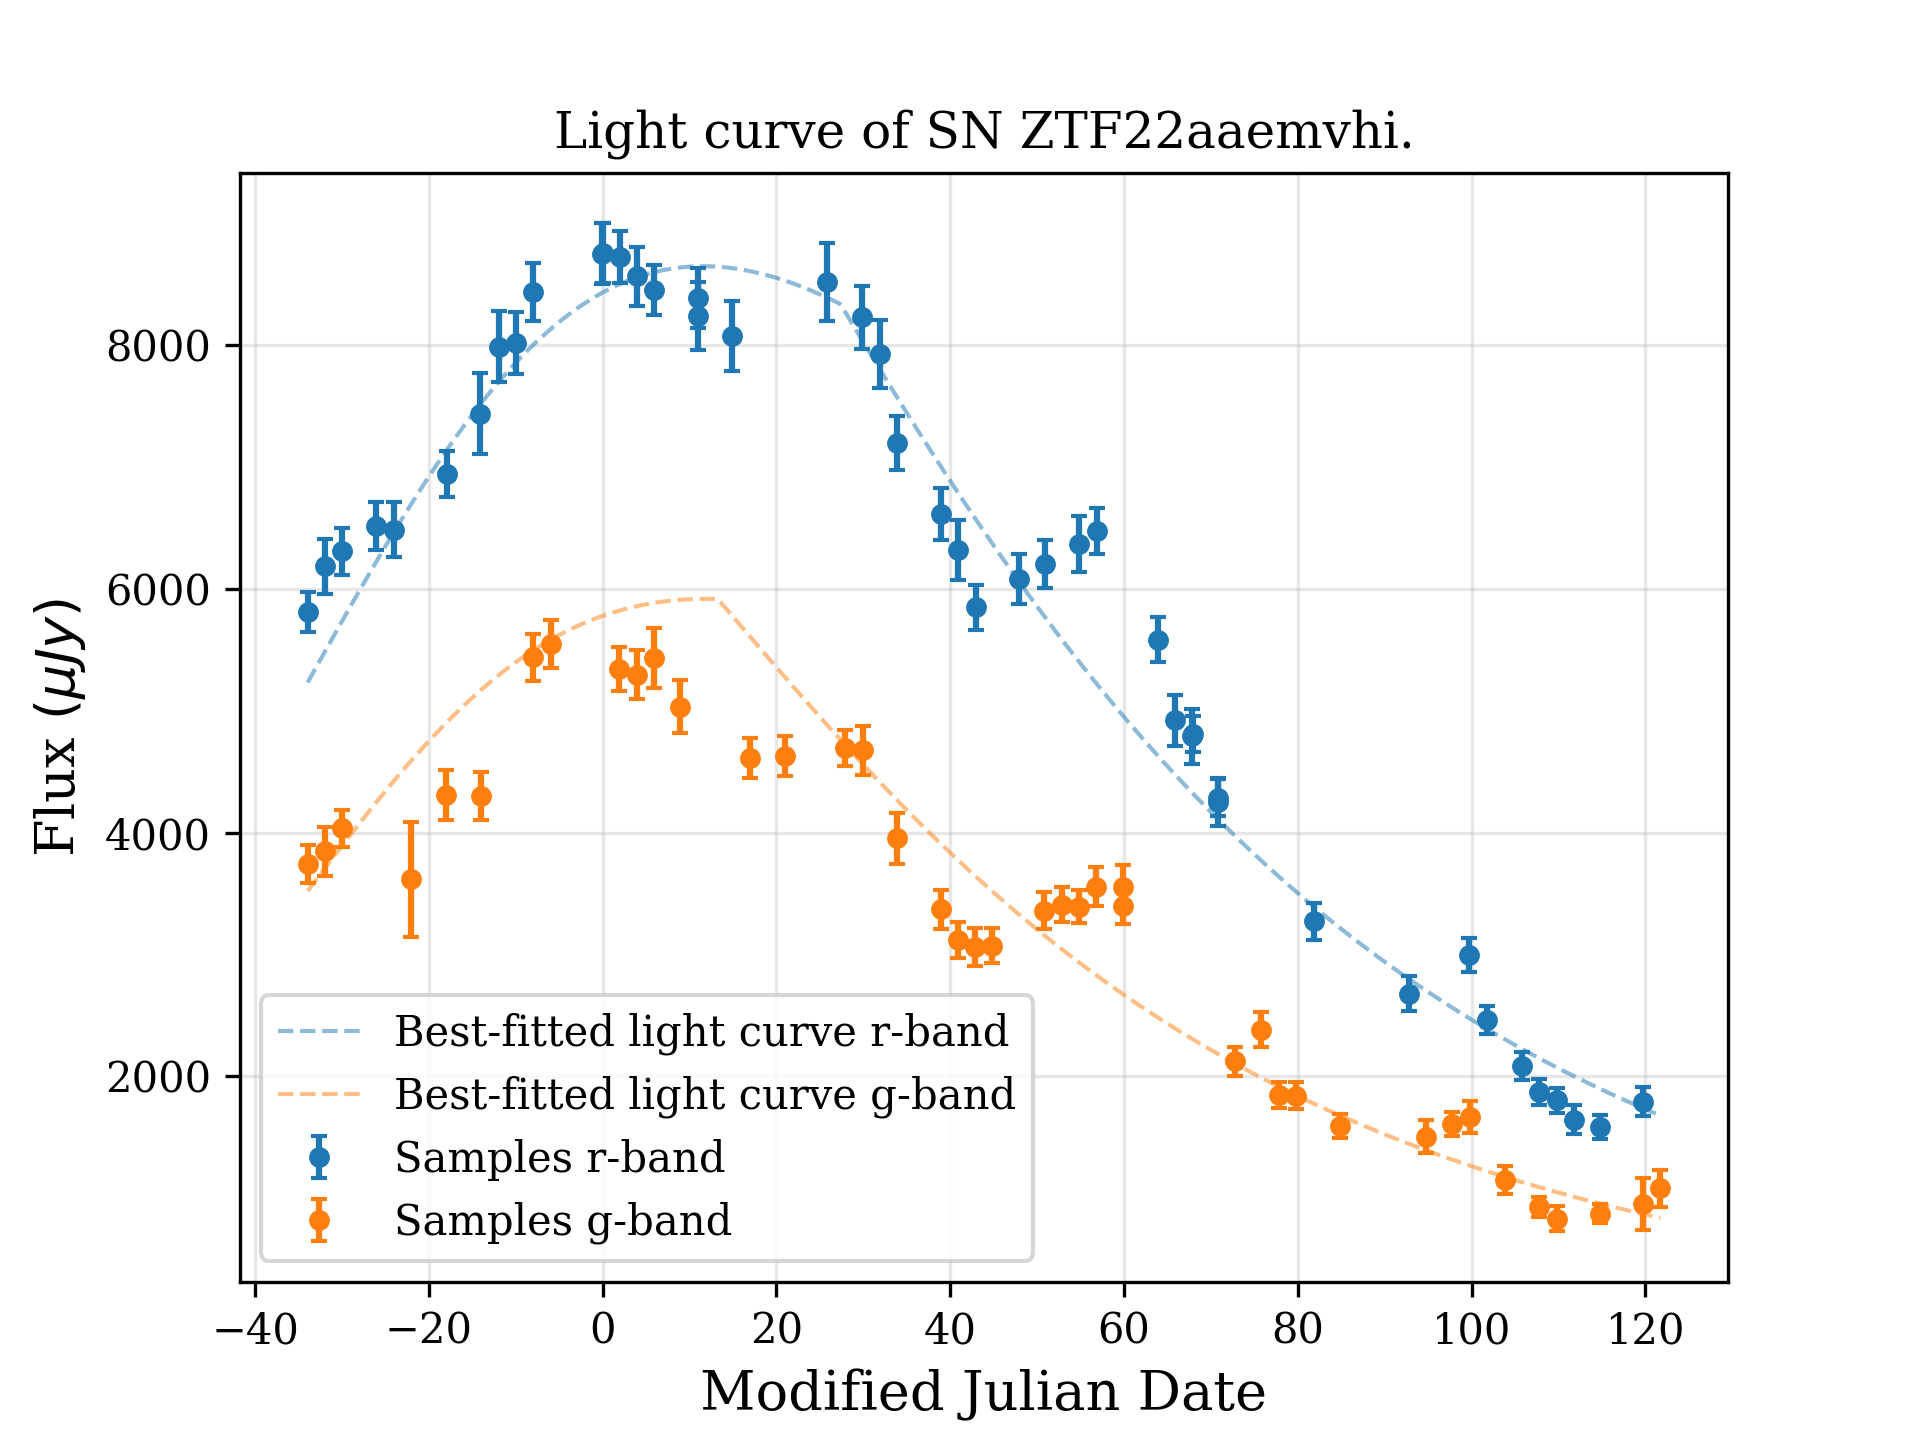 Light curve of SN ZTF22aaemvhi.
Flux (μJy)
8000
6000
4000
2000
Best-fitted light curve r-band
Best-fitted light curve g-band
Samples r-band
Samples g-band
−40 −20 0 20 40 60 80 100 120
Modified Julian Date